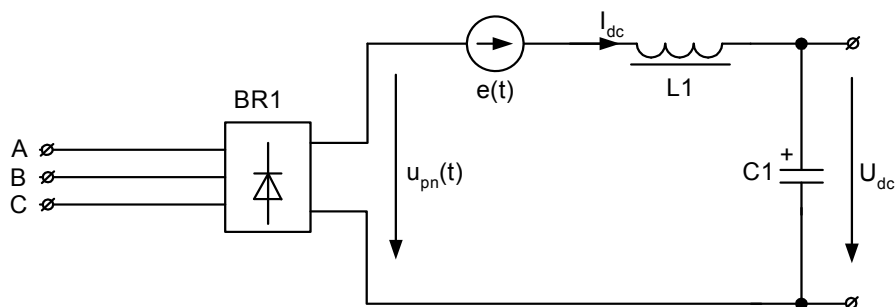 I_dc
BR1
e(t)
L1
A
B
C
u_pn(t)
C1
+
U_dc